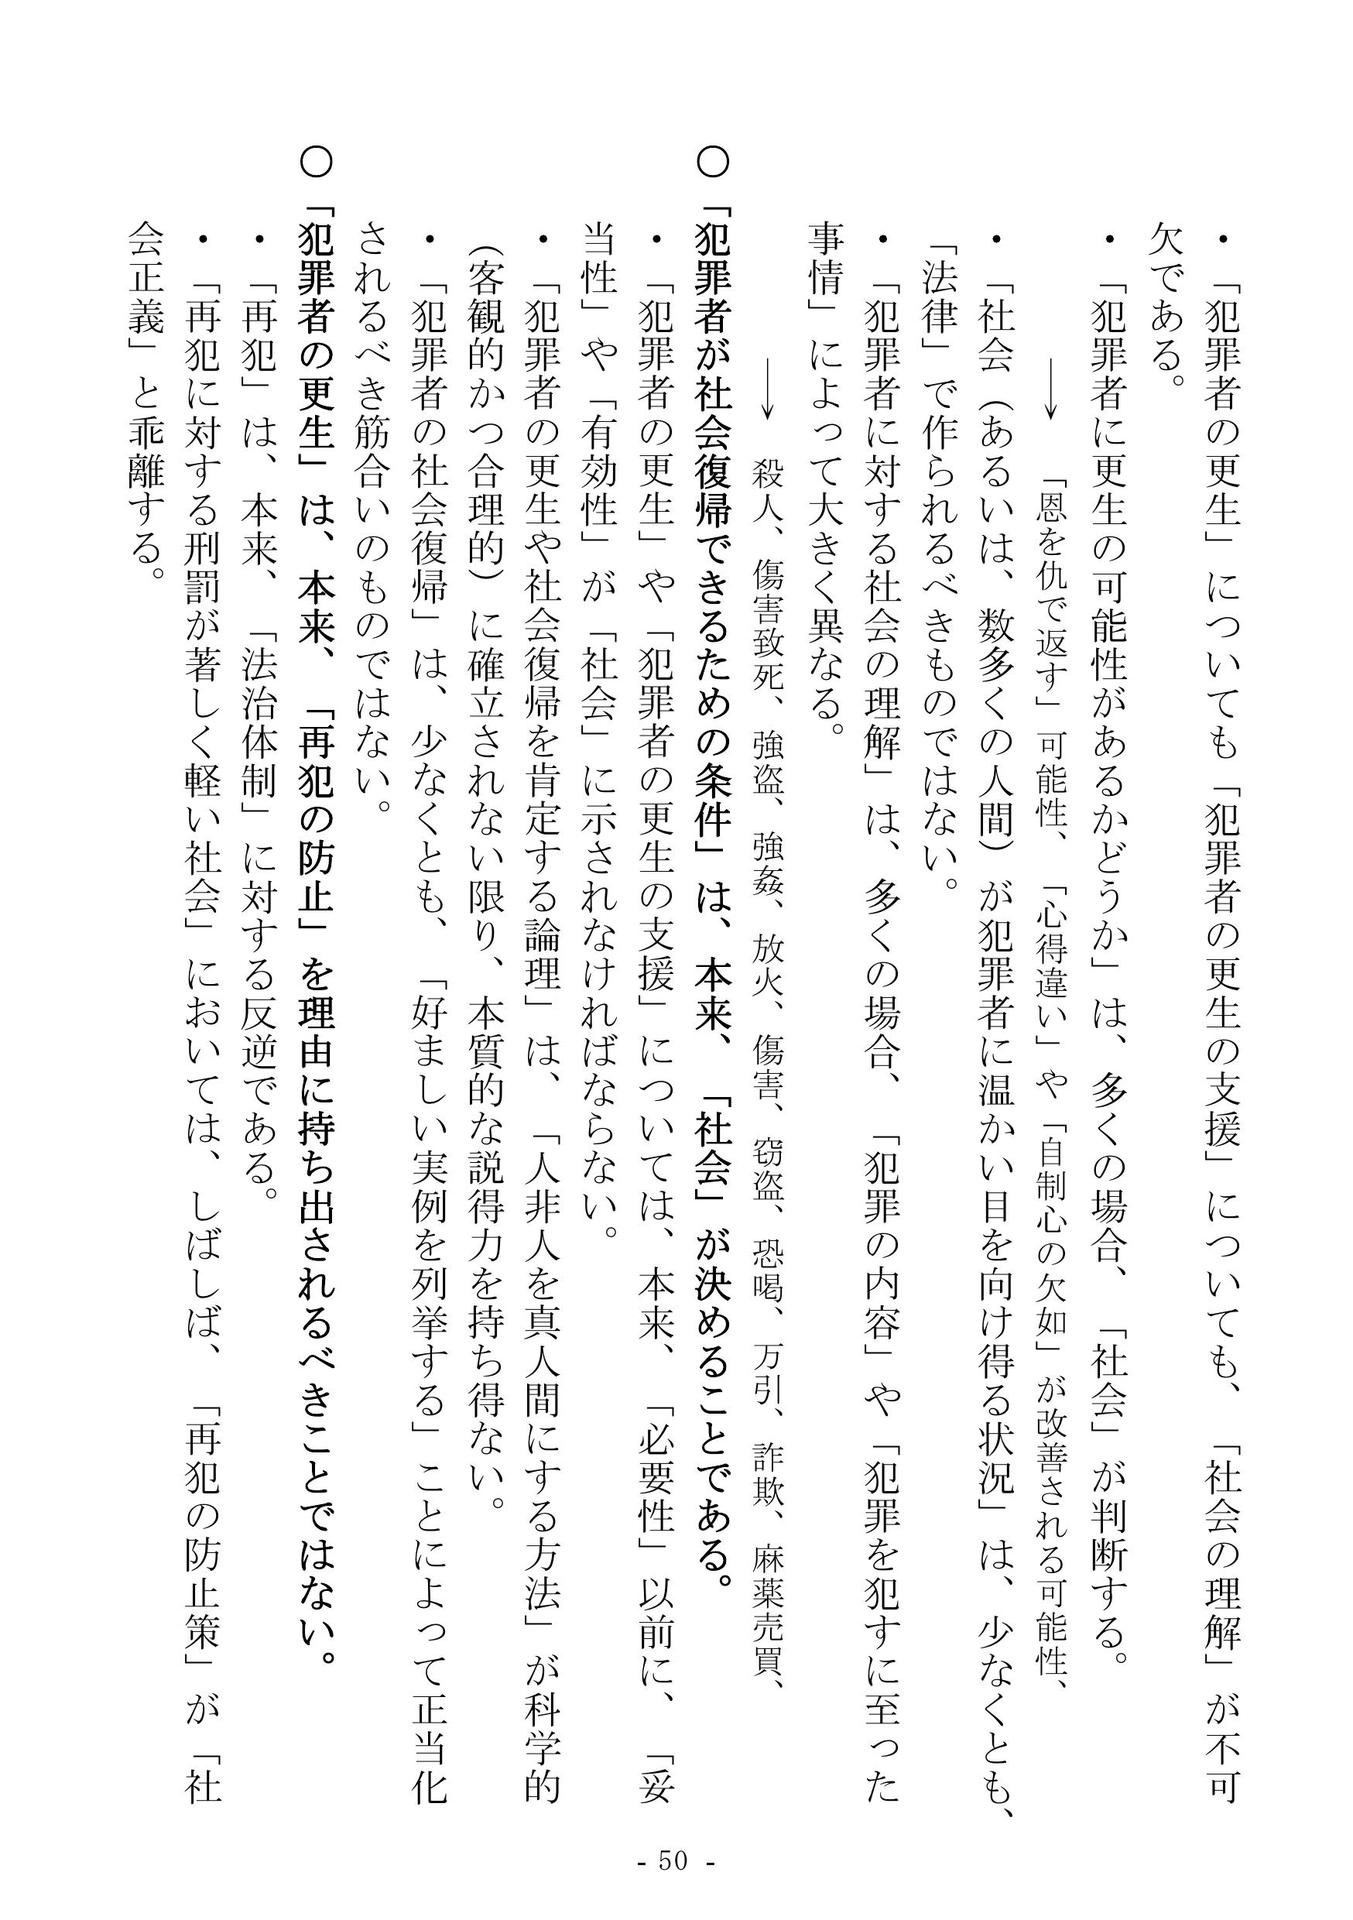 ・「犯罪者の更生」についても「犯罪者の更生の支援」についても、「社会の理解」が不可
欠である。
・「犯罪者に更生の可能性があるかどうか」は、多くの場合、「社会」が判断する。
→「恩を仇で返す」可能性、「心得違い」や「自制心の欠如」が改善される可能性、
・「社会（あるいは、数多くの人間）が犯罪者に温かい目を向け得る状況」は、少なくとも、
「法律」で作られるべきものではない。
・「犯罪者に対する社会の理解」は、多くの場合、「犯罪の内容」や「犯罪を犯すに至った
事情」によって大きく異なる。
→ 殺人、傷害致死、強盗、強姦、放火、傷害、窃盗、恐喝、万引、詐欺、麻薬売買、
〇「犯罪者が社会復帰できるための条件」は、本来、「社会」が決めることである。
・「犯罪者の更生」や「犯罪者の更生の支援」については、本来、「必要性」以前に、「妥
当性」や「有効性」が「社会」に示されなければならない。
・「犯罪者の更生や社会復帰を肯定する論理」は、「人非人を真人間にする方法」が科学的
（客観的かつ合理的）に確立されない限り、本質的な説得力を持ち得ない。
・「犯罪者の社会復帰」は、少なくとも、「好ましい実例を列挙する」ことによって正当化
されるべき筋合いのものではない。
〇「犯罪者の更生」は、本来、「再犯の防止」を理由に持ち出されるべきことではない。
・「再犯」は、本来、「法治体制」に対する反逆である。
・「再犯に対する刑罰が著しく軽い社会」においては、しばしば、「再犯の防止策」が「社
会正義」と乖離する。
- 50 -